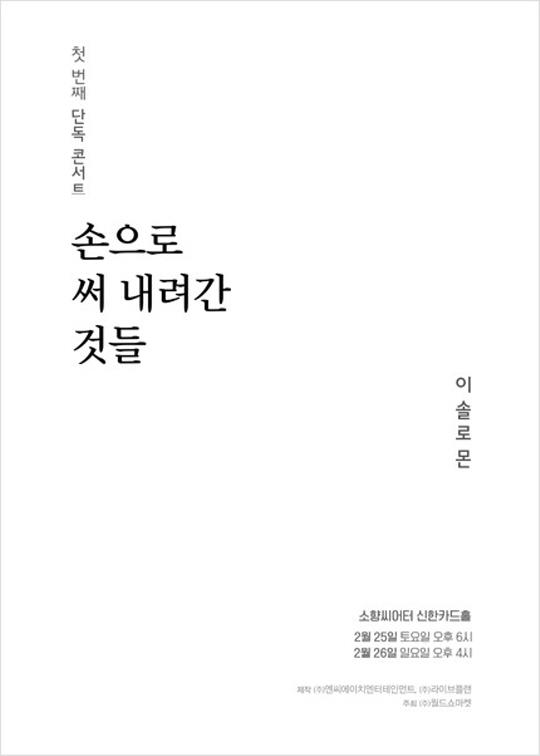 첫 번째 단독 콘서트
손으로
써 내려간
것들
이솔로몬
소향씨어터 신한카드홀
2월 25일 토요일 오후 6시
2월 26일 일요일 오후 4시
제작 (주)엔씨에이치엔터테인먼트, (주)라이브플랜
주최 (주)월드쇼마켓